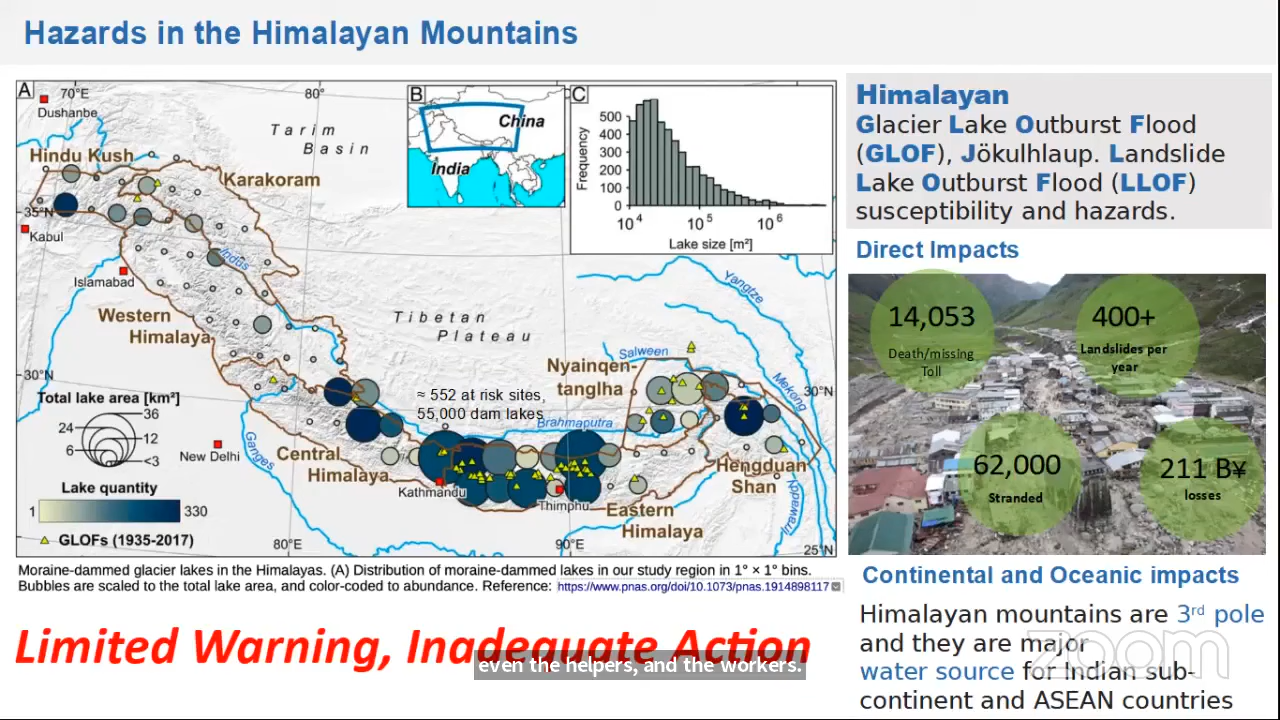 Hazards in the Himalayan Mountains
A
70°E
80°
B
C
Dushanbe
Tarim
Basin
China
India
Frequency
500
400
300
200
100
0
10⁴
10⁵
10⁶
Lake size [m²]
Hindu Kush
Karakoram
35°N
Kabul
Indus
Islamabad
Western
Himalaya
Tibetan
Plateau
Yangtze
Salween
Nyainqen-
tanglha
Mekong
30°N
30°N
≈ 552 at risk sites,
55,000 dam lakes
Brahmaputra
Total lake area [km²]
36
24
12
6
<3
New Delhi
Ganges
Central
Himalaya
Kathmandu
Thimphu
Hengduan
Shan
Irrawaddy
Eastern
Himalaya
Lake quantity
1
330
GLOFs (1935-2017)
80°E
90°E
25°N
Moraine-dammed glacier lakes in the Himalayas. (A) Distribution of moraine-dammed lakes in our study region in 1° × 1° bins.
Bubbles are scaled to the total lake area, and color-coded to abundance. Reference: https://www.pnas.org/doi/10.1073/pnas.1914898117
Limited Warning, Inadequate Action
even the helpers, and the workers.
Himalayan
Glacier Lake Outburst Flood
(GLOF), Jökulhlaup. Landslide
Lake Outburst Flood (LLOF)
susceptibility and hazards.
Direct Impacts
14,053
Death/missing
Toll
400+
Landslides per
year
62,000
Stranded
211 B¥
losses
Continental and Oceanic impacts
Himalayan mountains are 3rd pole
and they are major
water source for Indian sub-
continent and ASEAN countries
zoom